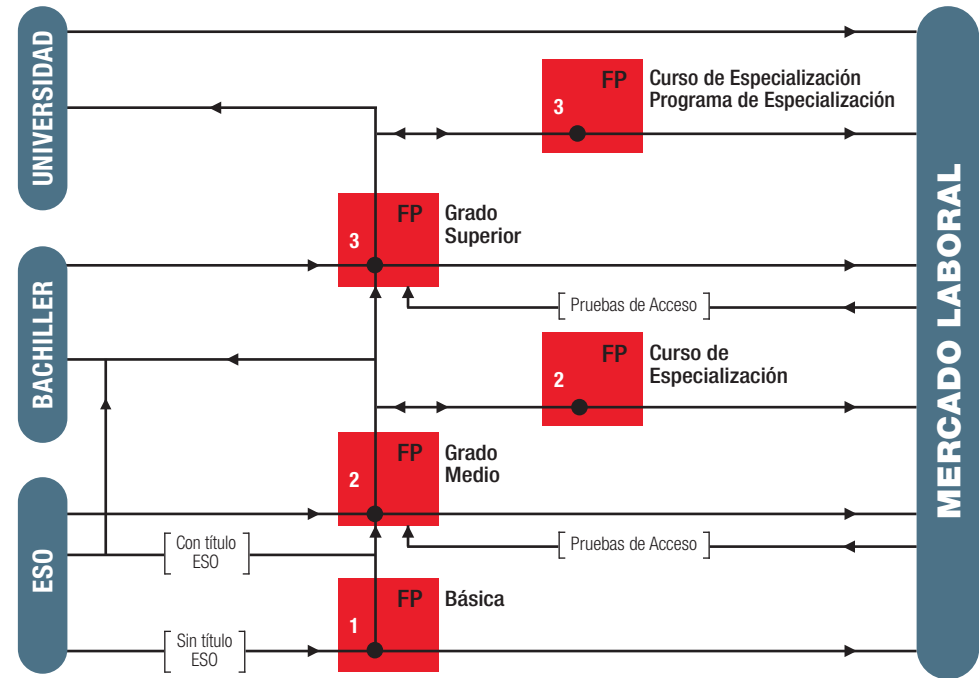 UNIVERSIDAD
FP
3
Curso de Especialización
Programa de Especialización
FP
3
Grado
Superior
BACHILLER
Pruebas de Acceso
FP
2
Curso de
Especialización
MERCADO LABORAL
FP
2
Grado
Medio
ESO
Con título
ESO
Pruebas de Acceso
FP
1
Básica
Sin título
ESO